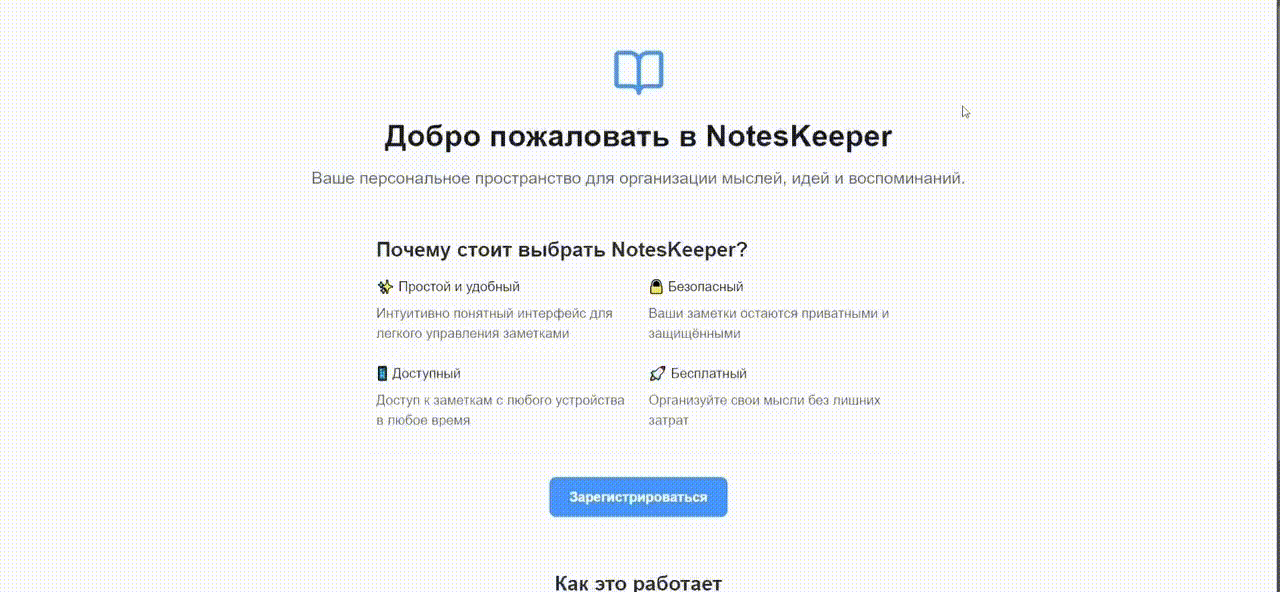 Добро пожаловать в NotesKeeper
Ваше персональное пространство для организации мыслей, идей и воспоминаний.
Почему стоит выбрать NotesKeeper?
Простой и удобный
Интуитивно понятный интерфейс для
легкого управления заметками
Безопасный
Ваши заметки остаются приватными и
защищёнными
Доступный
Доступ к заметкам с любого устройства
в любое время
Бесплатный
Организуйте свои мысли без лишних
затрат
Зарегистрироваться
Как это работает